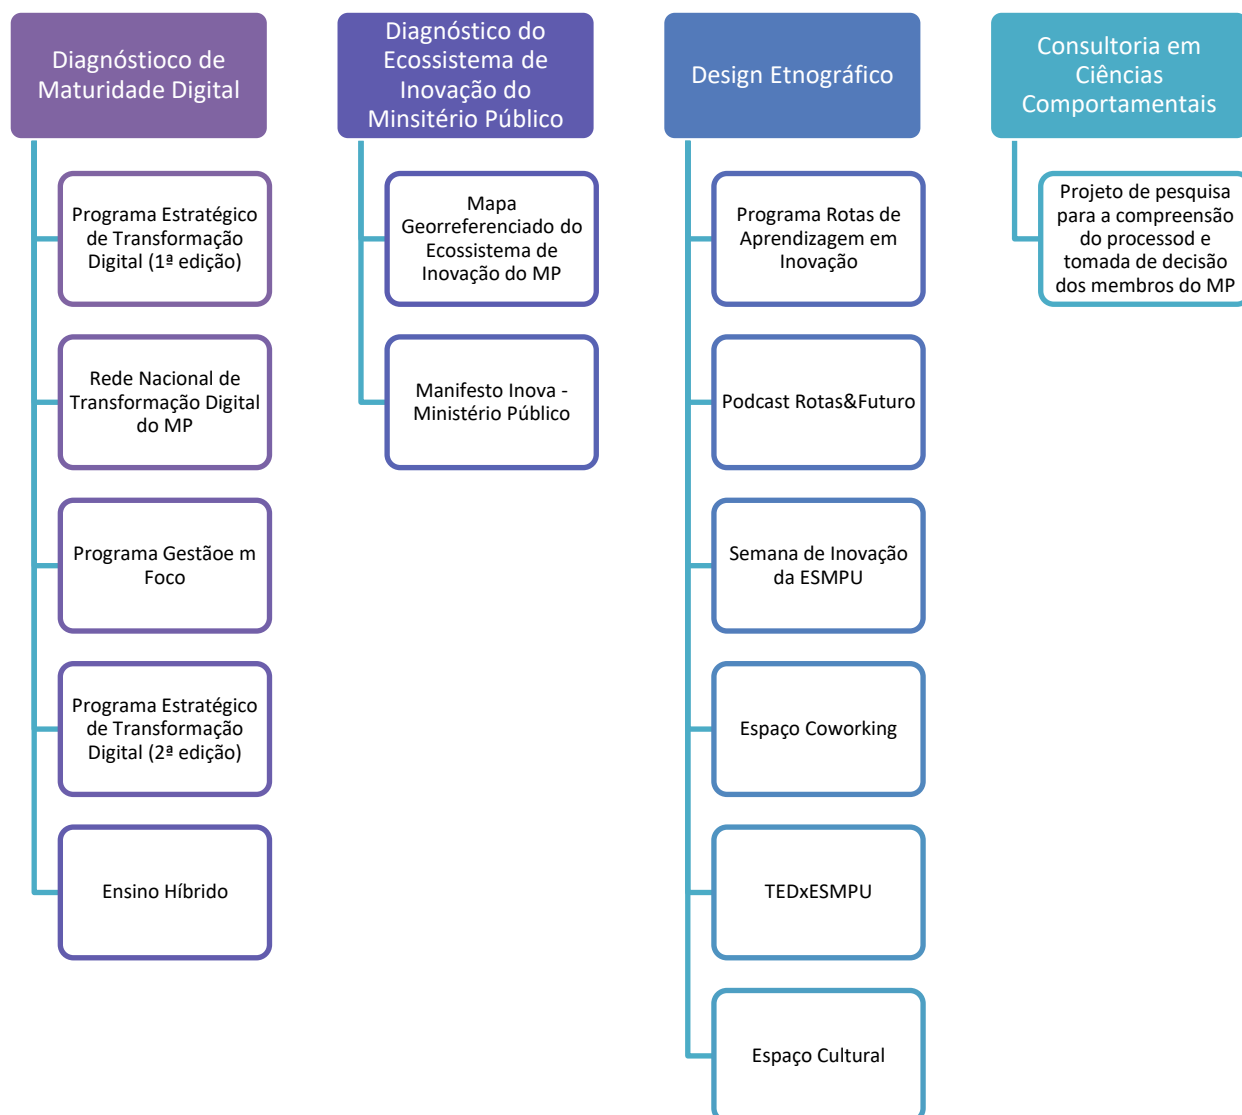 Diagnóstioco de
Maturidade Digital
Programa Estratégico
de Transformação
Digital (1ª edição)
Rede Nacional de
Transformação Digital
do MP
Programa Gestãoe m
Foco
Programa Estratégico
de Transformação
Digital (2ª edição)
Ensino Híbrido
Diagnóstico do
Ecossistema de
Inovação do
Minsitério Público
Mapa
Georreferenciado do
Ecossistema de
Inovação do MP
Manifesto Inova -
Ministério Público
Design Etnográfico
Programa Rotas de
Aprendizagem em
Inovação
Podcast Rotas&Futuro
Semana de Inovação
da ESMPU
Espaço Coworking
TEDxESMPU
Espaço Cultural
Consultoria em
Ciências
Comportamentais
Projeto de pesquisa
para a compreensão
do processod e
tomada de decisão
dos membros do MP